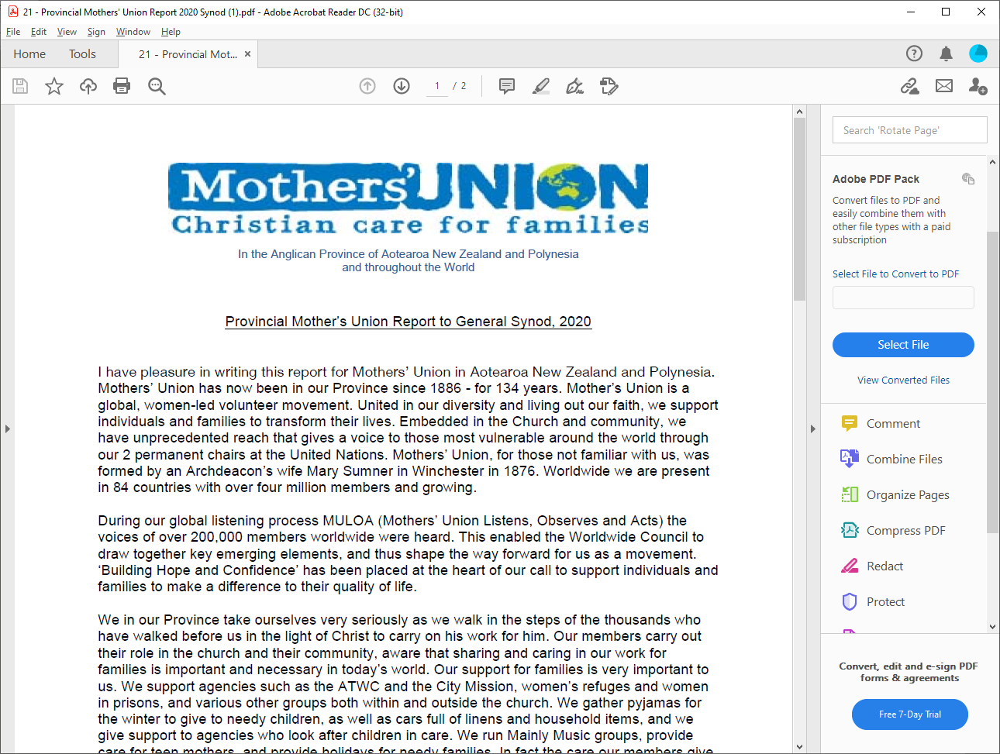 21 - Provincial Mothers' Union Report 2020 Synod (1).pdf - Adobe Acrobat Reader DC (32-bit)
File Edit View Sign Window Help
Home Tools 21 - Provincial Mot... ×
1 / 2
Search 'Rotate Page'
Mothers' UNION
Christian care for families
In the Anglican Province of Aotearoa New Zealand and Polynesia
and throughout the World
Provincial Mother's Union Report to General Synod, 2020
I have pleasure in writing this report for Mothers' Union in Aotearoa New Zealand and Polynesia.
Mothers' Union has now been in our Province since 1886 - for 134 years. Mother's Union is a
global, women-led volunteer movement. United in our diversity and living out our faith, we support
individuals and families to transform their lives. Embedded in the Church and community, we
have unprecedented reach that gives a voice to those most vulnerable around the world through
our 2 permanent chairs at the United Nations. Mothers' Union, for those not familiar with us, was
formed by an Archdeacon's wife Mary Sumner in Winchester in 1876. Worldwide we are present
in 84 countries with over four million members and growing.
During our global listening process MULOA (Mothers' Union Listens, Observes and Acts) the
voices of over 200,000 members worldwide were heard. This enabled the Worldwide Council to
draw together key emerging elements, and thus shape the way forward for us as a movement.
'Building Hope and Confidence' has been placed at the heart of our call to support individuals and
families to make a difference to their quality of life.
We in our Province take ourselves very seriously as we walk in the steps of the thousands who
have walked before us in the light of Christ to carry on his work for him. Our members carry out
their role in the church and their community, aware that sharing and caring in our work for
families is important and necessary in today's world. Our support for families is very important to
us. We support agencies such as the ATWC and the City Mission, women's refuges and women
in prisons, and various other groups both within and outside the church. We gather pyjamas for
the winter to give to needy children, as well as cars full of linens and household items, and we
give support to agencies who look after children in care. We run Mainly Music groups, provide
care for teen mothers, and provide holidays for needy families. In fact the care our members give
Adobe PDF Pack
Convert files to PDF and
easily combine them with
other file types with a paid
subscription
Select File to Convert to PDF
Select File
View Converted Files
Comment
Combine Files
Organize Pages
Compress PDF
Redact
Protect
Convert, edit and e-sign PDF
forms & agreements
Free 7-Day Trial